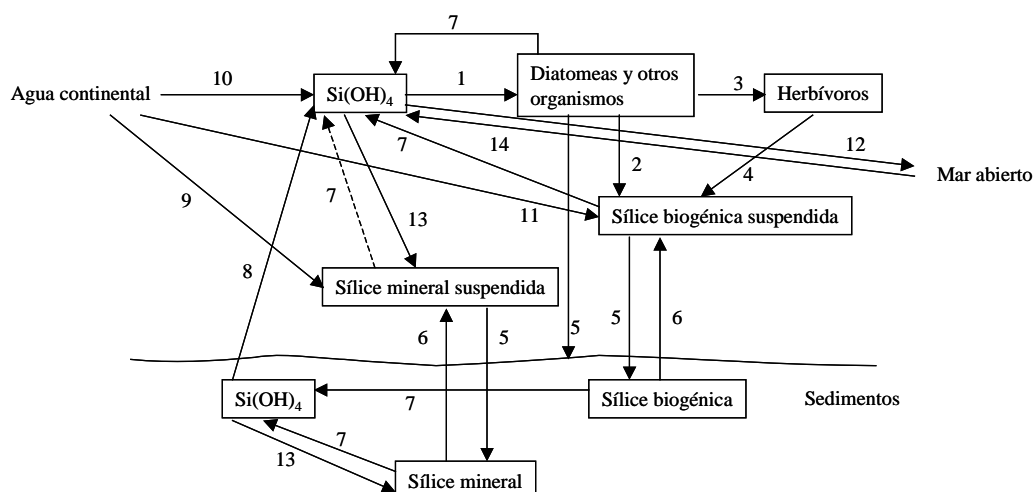 7
10
1
Agua continental
Si(OH)4
Diatomeas y otros
organismos
3
Herbívoros
7
14
2
12
4
Mar abierto
9
7
11
13
Sílice biogénica suspendida
8
Sílice mineral suspendida
6
5
5
5
6
Si(OH)4
7
Sílice biogénica
Sedimentos
13
7
Sílice mineral